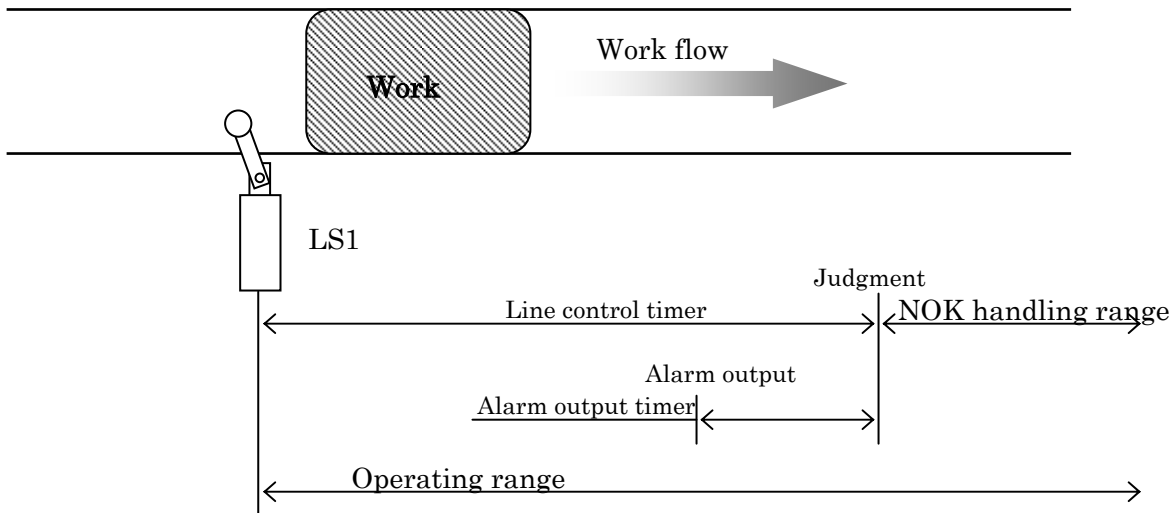 Work flow
Work
LS1
Judgment
Line control timer
NOK handling range
Alarm output
Alarm output timer
Operating range